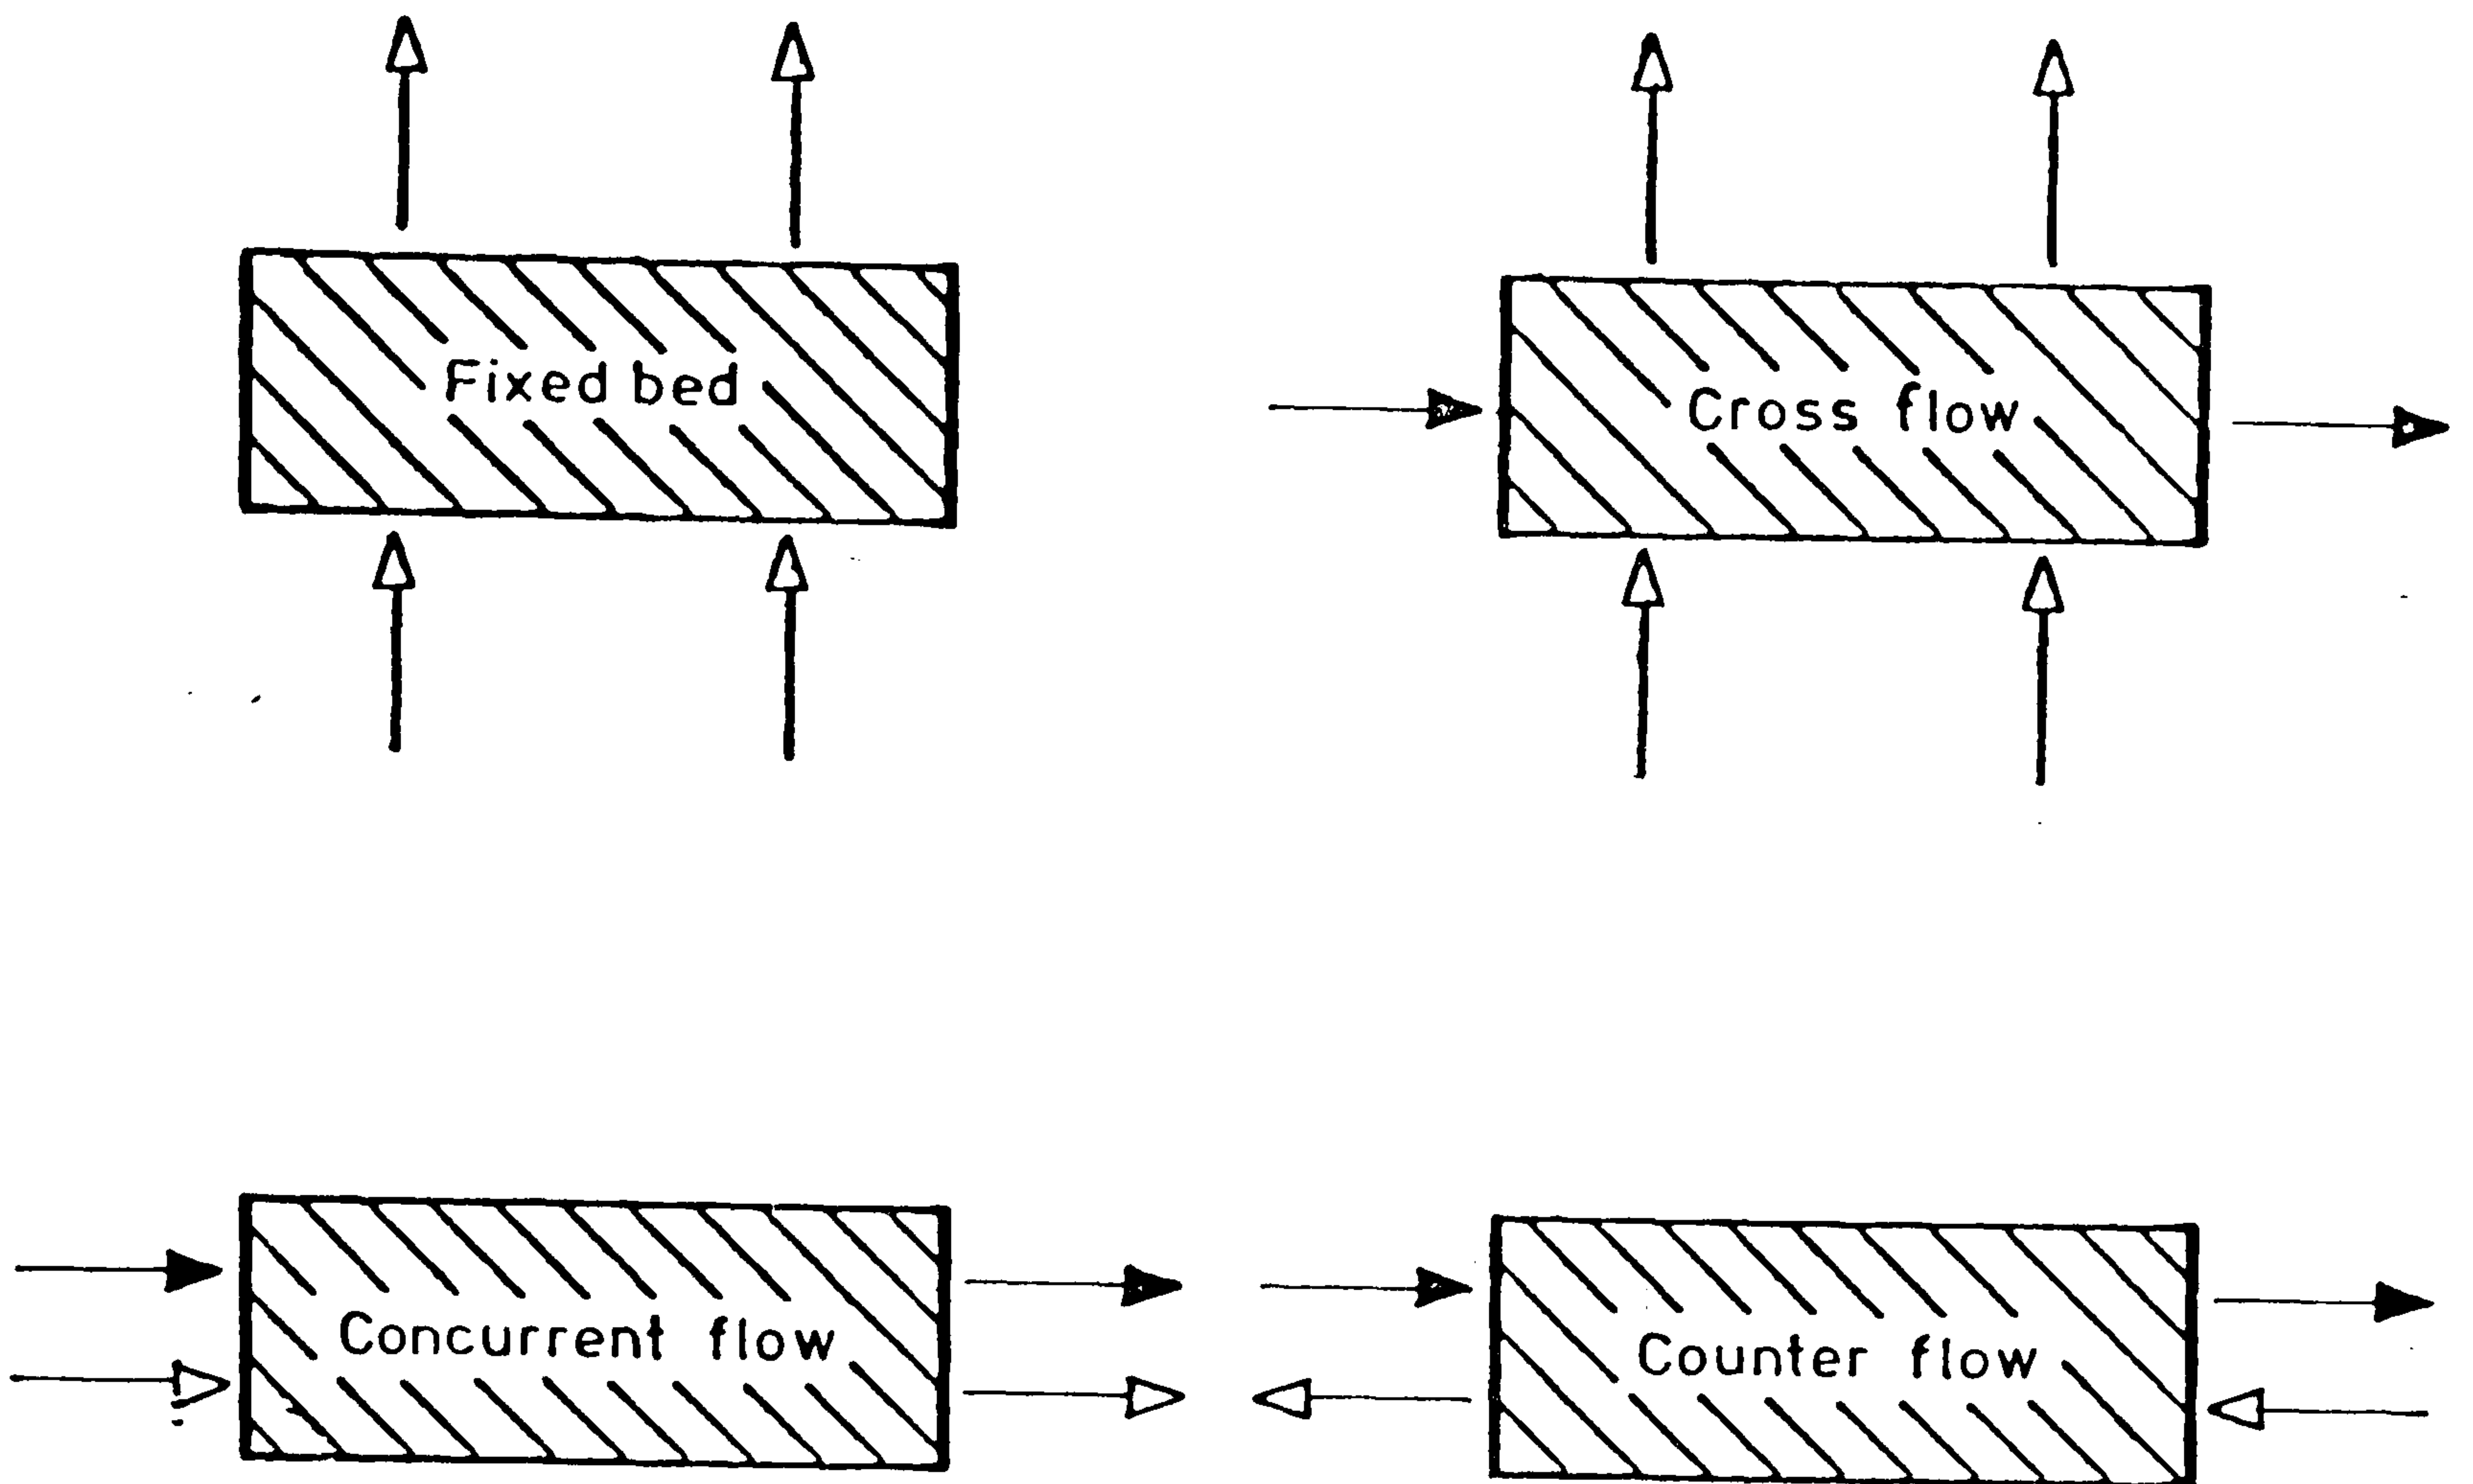 Fixed bed
Cross flow
Concurrent flow
Counter flow